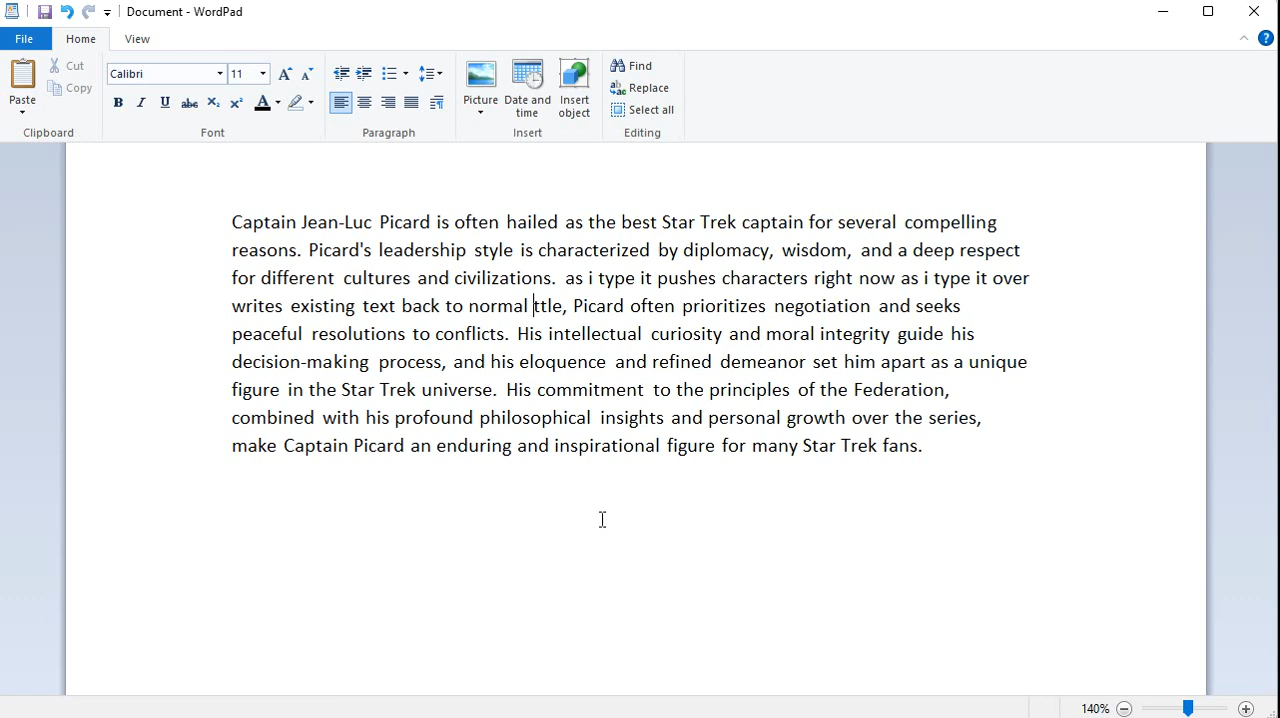 Document - WordPad
File Home View
Paste
Cut
Copy
Clipboard
Calibri 11
B I U abc X₂ X² A
Font
Paragraph
Picture
Date and time
Insert object
Insert
Find
Replace
Select all
Editing
Captain Jean-Luc Picard is often hailed as the best Star Trek captain for several compelling
reasons. Picard's leadership style is characterized by diplomacy, wisdom, and a deep respect
for different cultures and civilizations. as i type it pushes characters right now as i type it over
writes existing text back to normal ttle, Picard often prioritizes negotiation and seeks
peaceful resolutions to conflicts. His intellectual curiosity and moral integrity guide his
decision-making process, and his eloquence and refined demeanor set him apart as a unique
figure in the Star Trek universe. His commitment to the principles of the Federation,
combined with his profound philosophical insights and personal growth over the series,
make Captain Picard an enduring and inspirational figure for many Star Trek fans.
140%